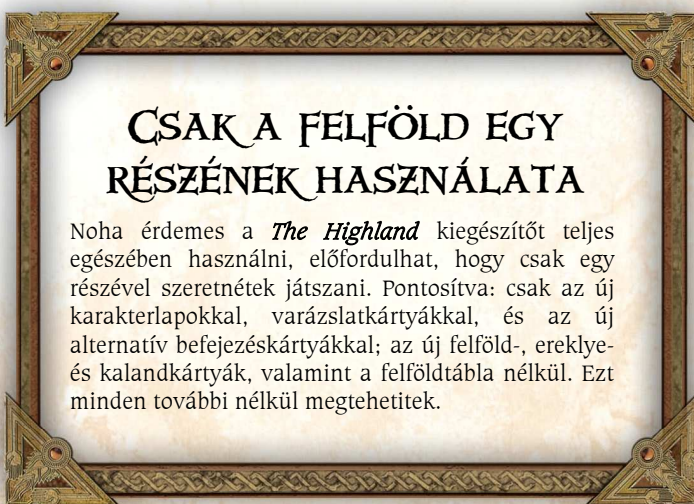 Csak a felföld egy
részének használata
Noha érdemes a The Highland kiegészítőt teljes
egészében használni, előfordulhat, hogy csak egy
részével szeretnétek játszani. Pontosítva: csak az új
karakterlapokkal, varázslatkártyákkal, és az új
alternatív befejezéskártyákkal; az új felföld-, ereklye-
és kalandkártyák, valamint a felföldtábla nélkül. Ezt
minden további nélkül megtehetitek.